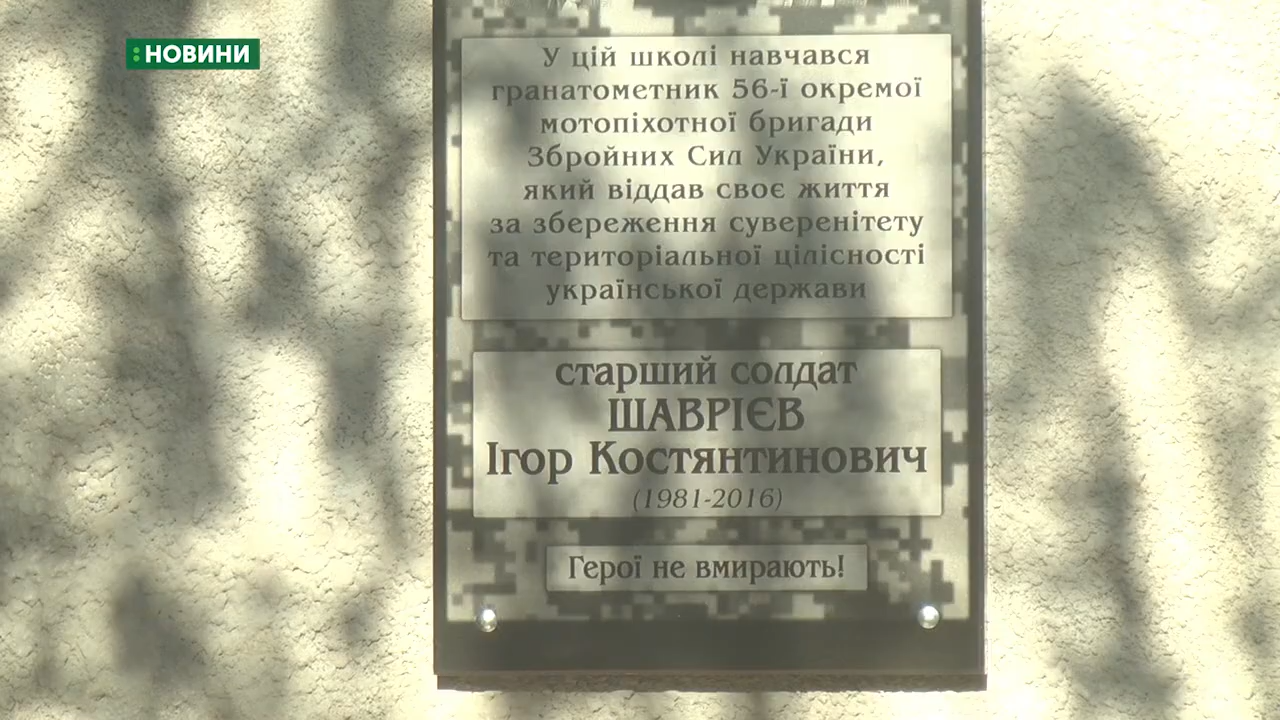 :НОВИНИ
У цій школі навчався
гранатометник 56-ї окремої
мотопіхотної бригади
Збройних Сил України,
який віддав своє життя
за збереження суверенітету
та територіальної цілісності
української держави
старший солдат
ШАВРІЄВ
Ігор Костянтинович
(1981-2016)
Герої не вмирають!